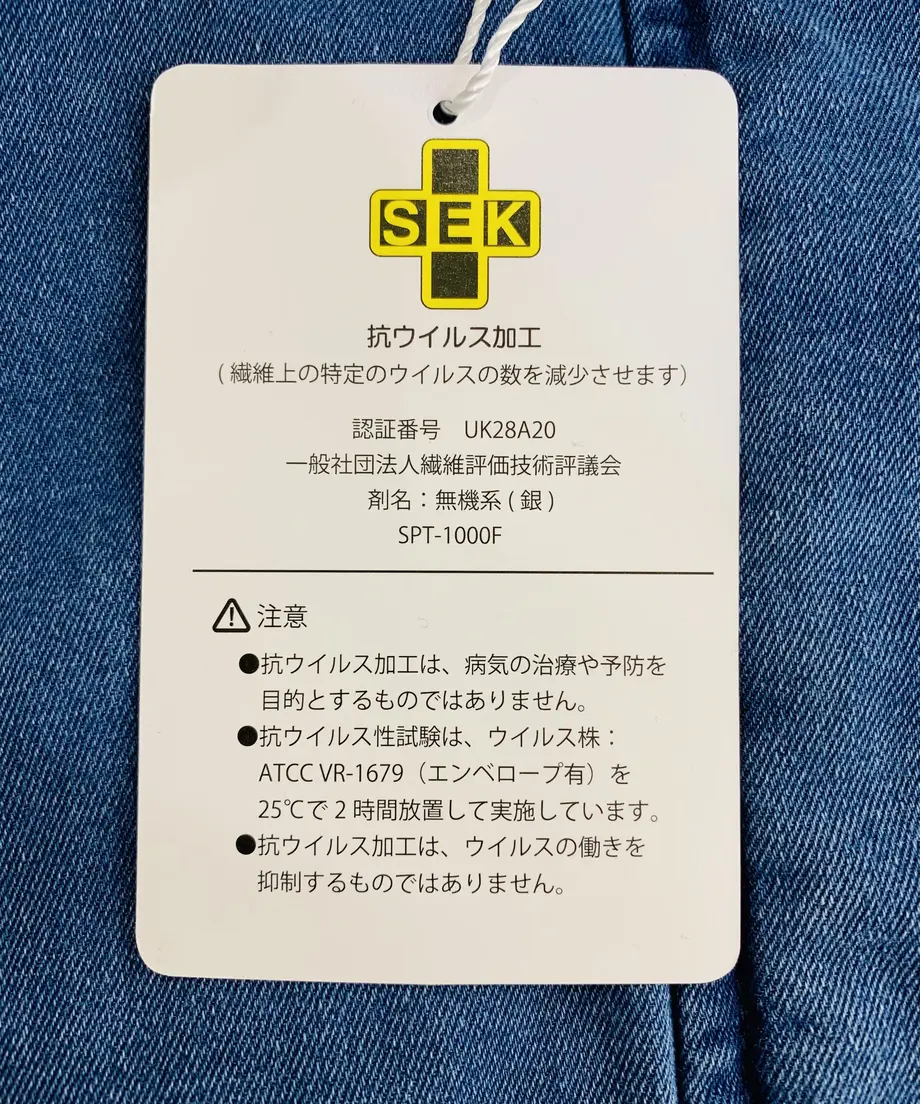 SEK
抗ウイルス加工
(繊維上の特定のウイルスの数を減少させます)
認証番号　UK28A20
一般社団法人繊維評価技術評議会
剤名：無機系(銀)
SPT-1000F
注意
●抗ウイルス加工は、病気の治療や予防を
目的とするものではありません。
●抗ウイルス性試験は、ウイルス株：
ATCC VR-1679（エンベロープ有）を
25℃で2時間放置して実施しています。
●抗ウイルス加工は、ウイルスの働きを
抑制するものではありません。